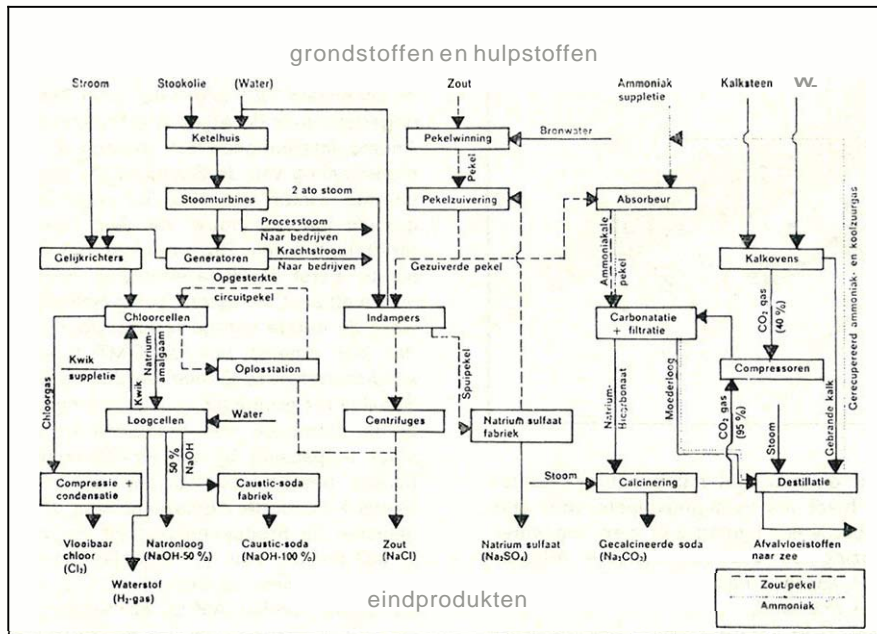 grondstoffen en hulpstoffen
Stroom
Stookolie
(Water)
Zout
Ammoniak
suppletie
Kalksteen
Ketelhuis
Pekelwinning
Bronwater
Pekel
Stoomturbines
2 ato stoom
Pekelzuivering
Absorbeur
Processtoom
Naar bedrijven
Krachtstroom
Naar bedrijven
Gelijkrichters
Generatoren
Gezuiverde pekel
Ammoniakale
pekel
Kalkovens
Opgesterkte
circuitpekel
Chloorcellen
Indampers
Carbonatatie
+ filtratie
CO₂ gas
(40 %)
Gerecupereerd ammoniak- en koolzuurgas
Kwik
suppletie
Natrium-
amalgaam
Oplosstation
Spuipekel
Compressoren
Chloorgas
Kwik
Loogcellen
Water
Centrifuges
Natrium sulfaat
fabriek
Natrium-
Bicarbonaat
Moederloog
CO₂ gas
(95 %)
Stoom
Gebrande kalk
50 %
NaOH
Compressie +
condensatie
Caustic-soda
fabriek
Stoom
Calcinering
Destillatie
Vloeibaar
chloor
(Cl₂)
Natronloog
(NaOH-50 %)
Caustic-soda
(NaOH-100 %)
Zout
(NaCl)
Natrium sulfaat
(Na₂SO₄)
Gecalcineerde soda
(Na₂CO₃)
Afvalvloeistoffen
naar zee
Waterstof
(H₂-gas)
eindprodukten
Zout/pekel
Ammoniak